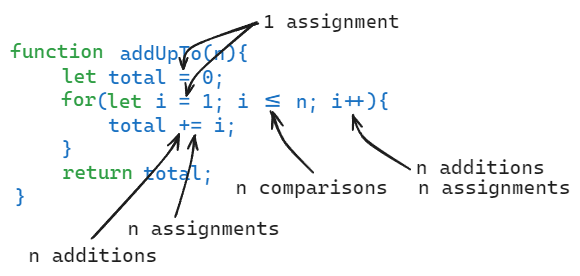 1 assignment
function addUpTo(n){
let total = 0;
for(let i = 1; i ≤ n; i++){
total += i;
}
return total;
}
n comparisons
n additions
n assignments
n assignments
n additions